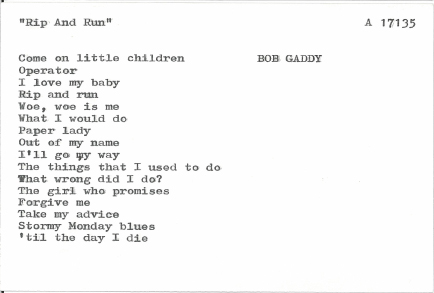 "Rip And Run" A 17135
Come on little children BOB GADDY
Operator
I love my baby
Rip and run
Woe, woe is me
What I would do
Paper lady
Out of my name
I'll go my way
The things that I used to do
What wrong did I do?
The girl who promises
Forgive me
Take my advice
Stormy Monday blues
'til the day I die